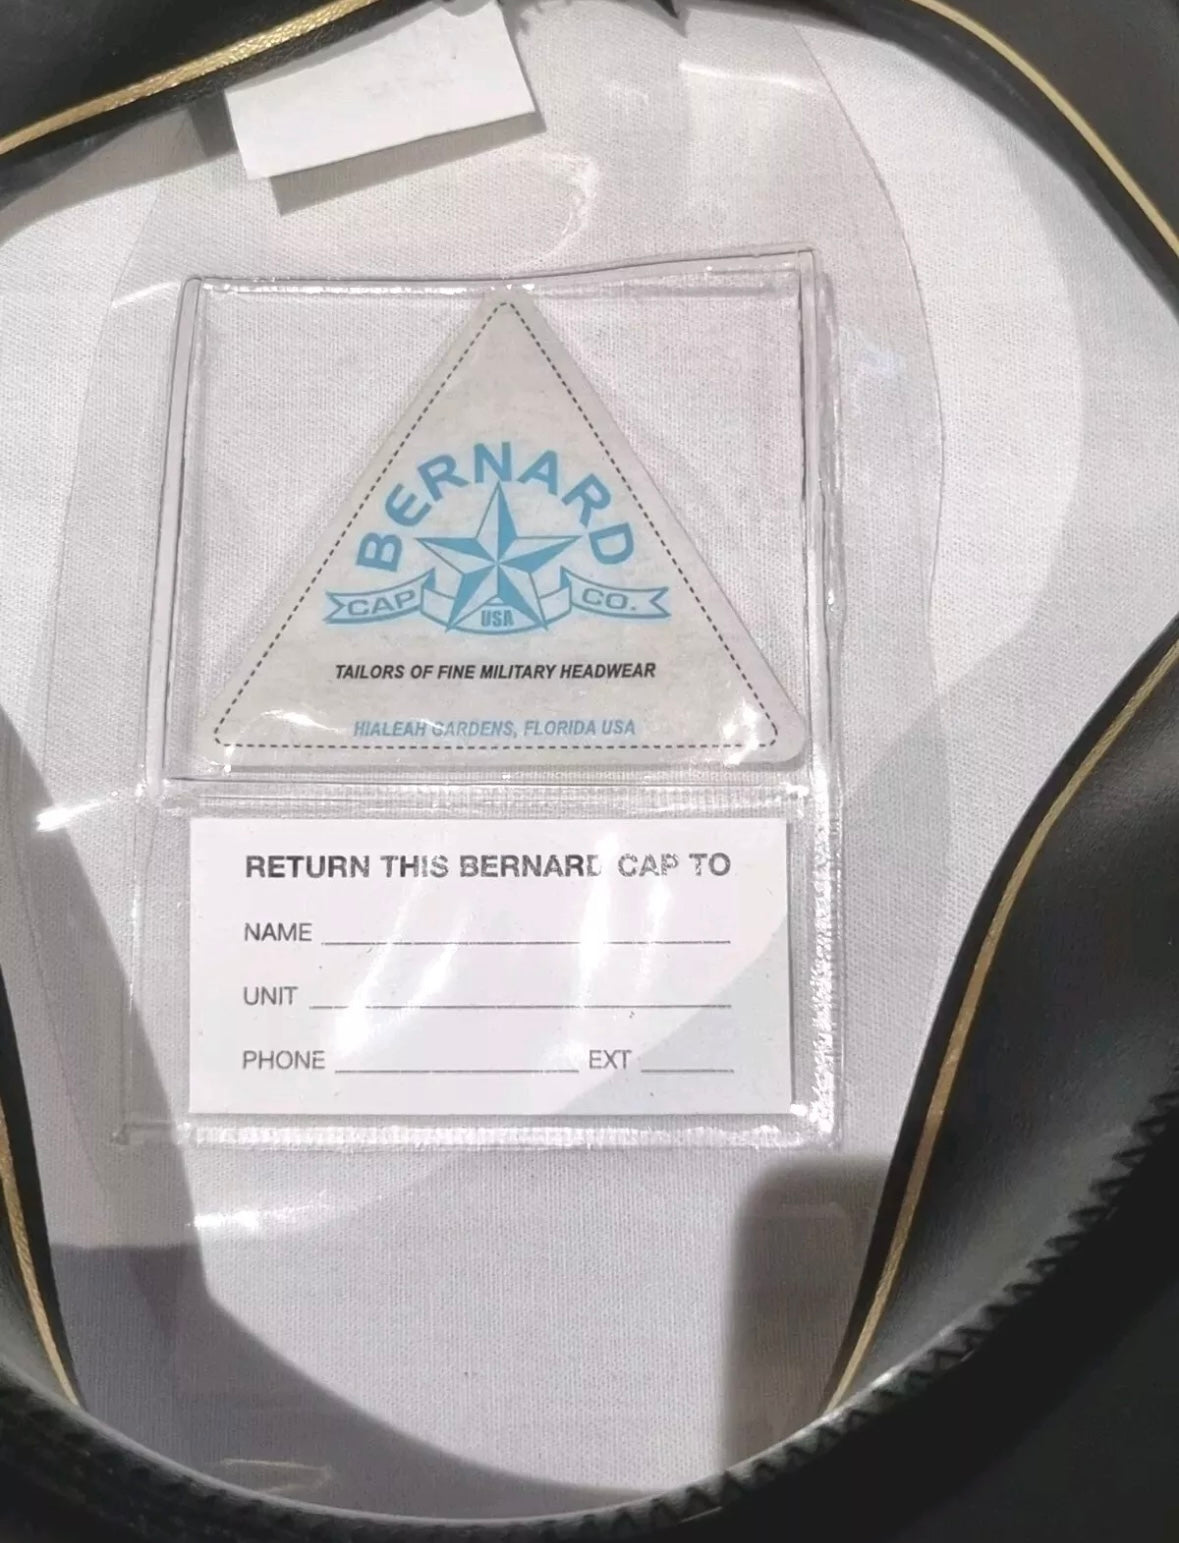 BERNARD
CAP CO.
USA
TAILORS OF FINE MILITARY HEADWEAR
HIALEAH GARDENS, FLORIDA USA
RETURN THIS BERNARD CAP TO
NAME
UNIT
PHONE EXT